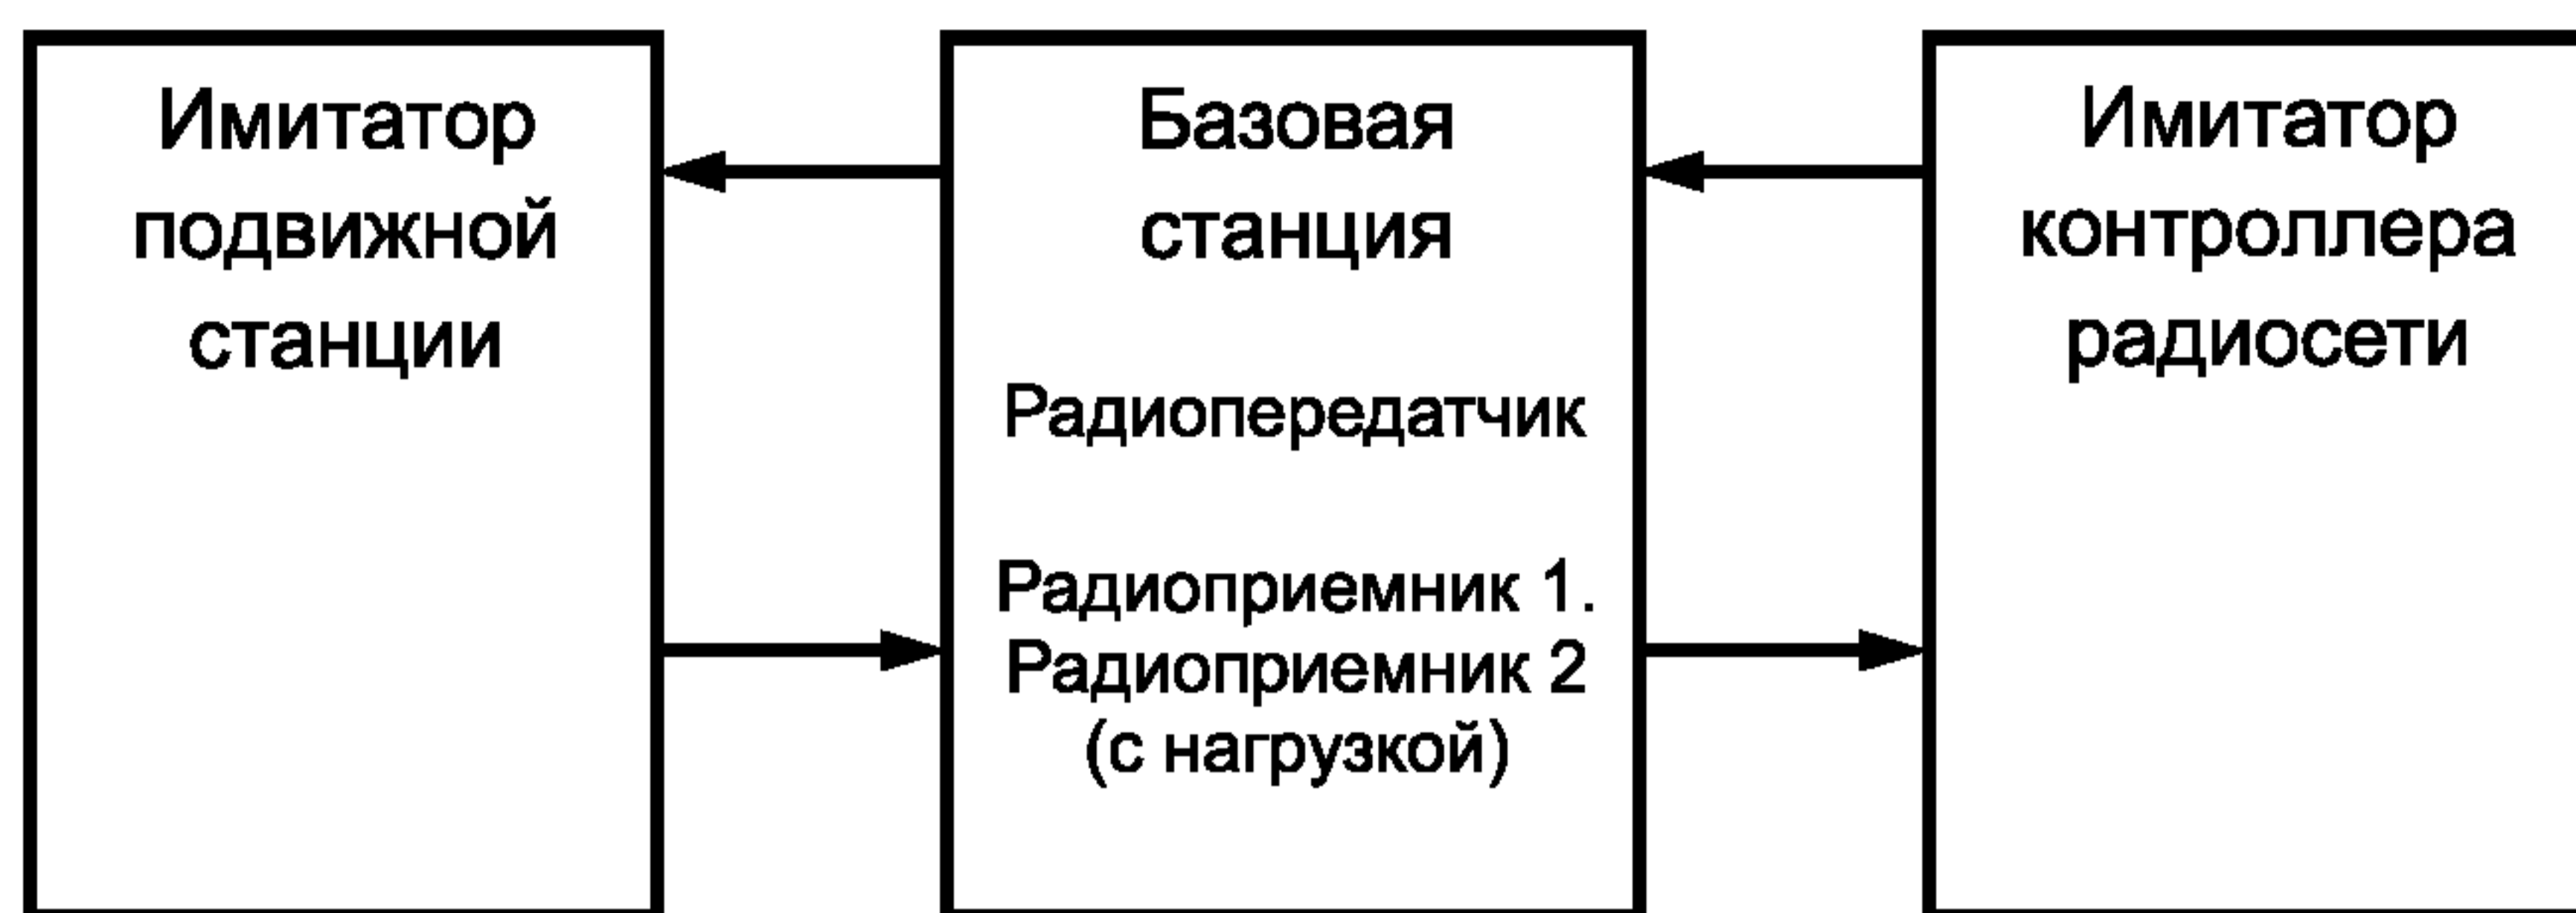 Имитатор
подвижной
станции
Базовая
станция
Радиопередатчик
Радиоприемник 1.
Радиоприемник 2
(с нагрузкой)
Имитатор
контроллера
радиосети